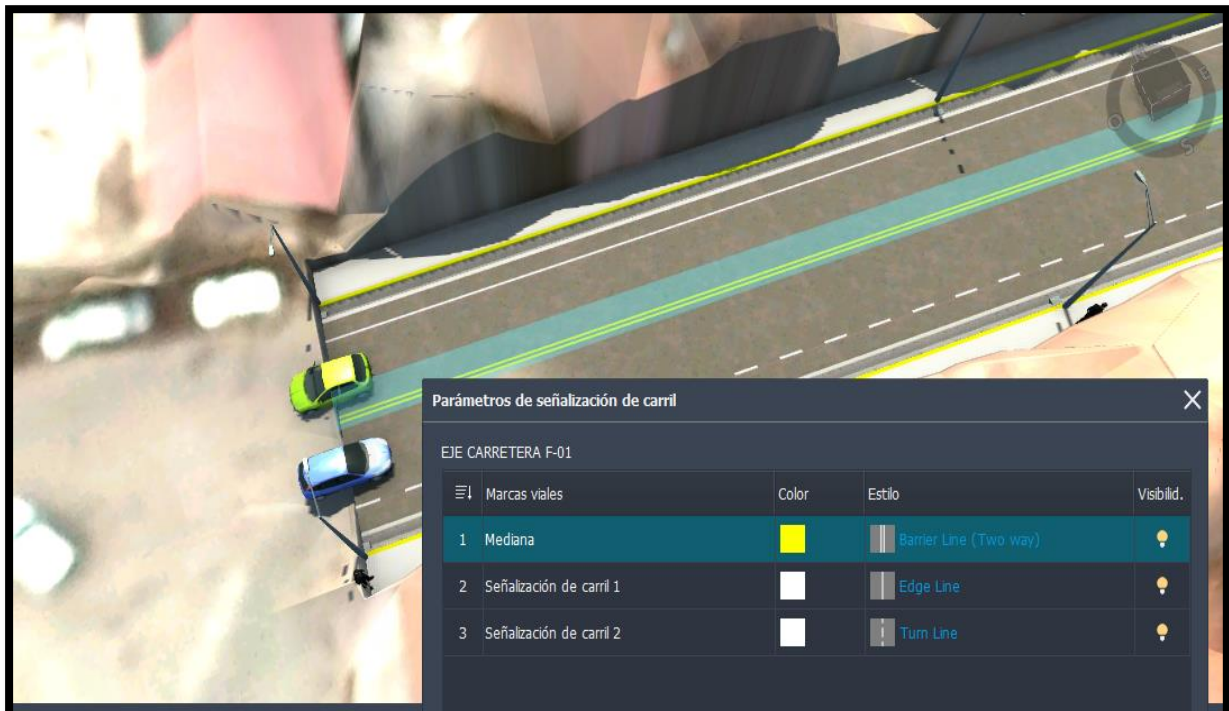 N
E
O
S
Parámetros de señalización de carril
EJE CARRETERA F-01
Marcas viales Color Estilo Visibilid.
1 Mediana Barrier Line (Two way)
2 Señalización de carril 1 Edge Line
3 Señalización de carril 2 Turn Line